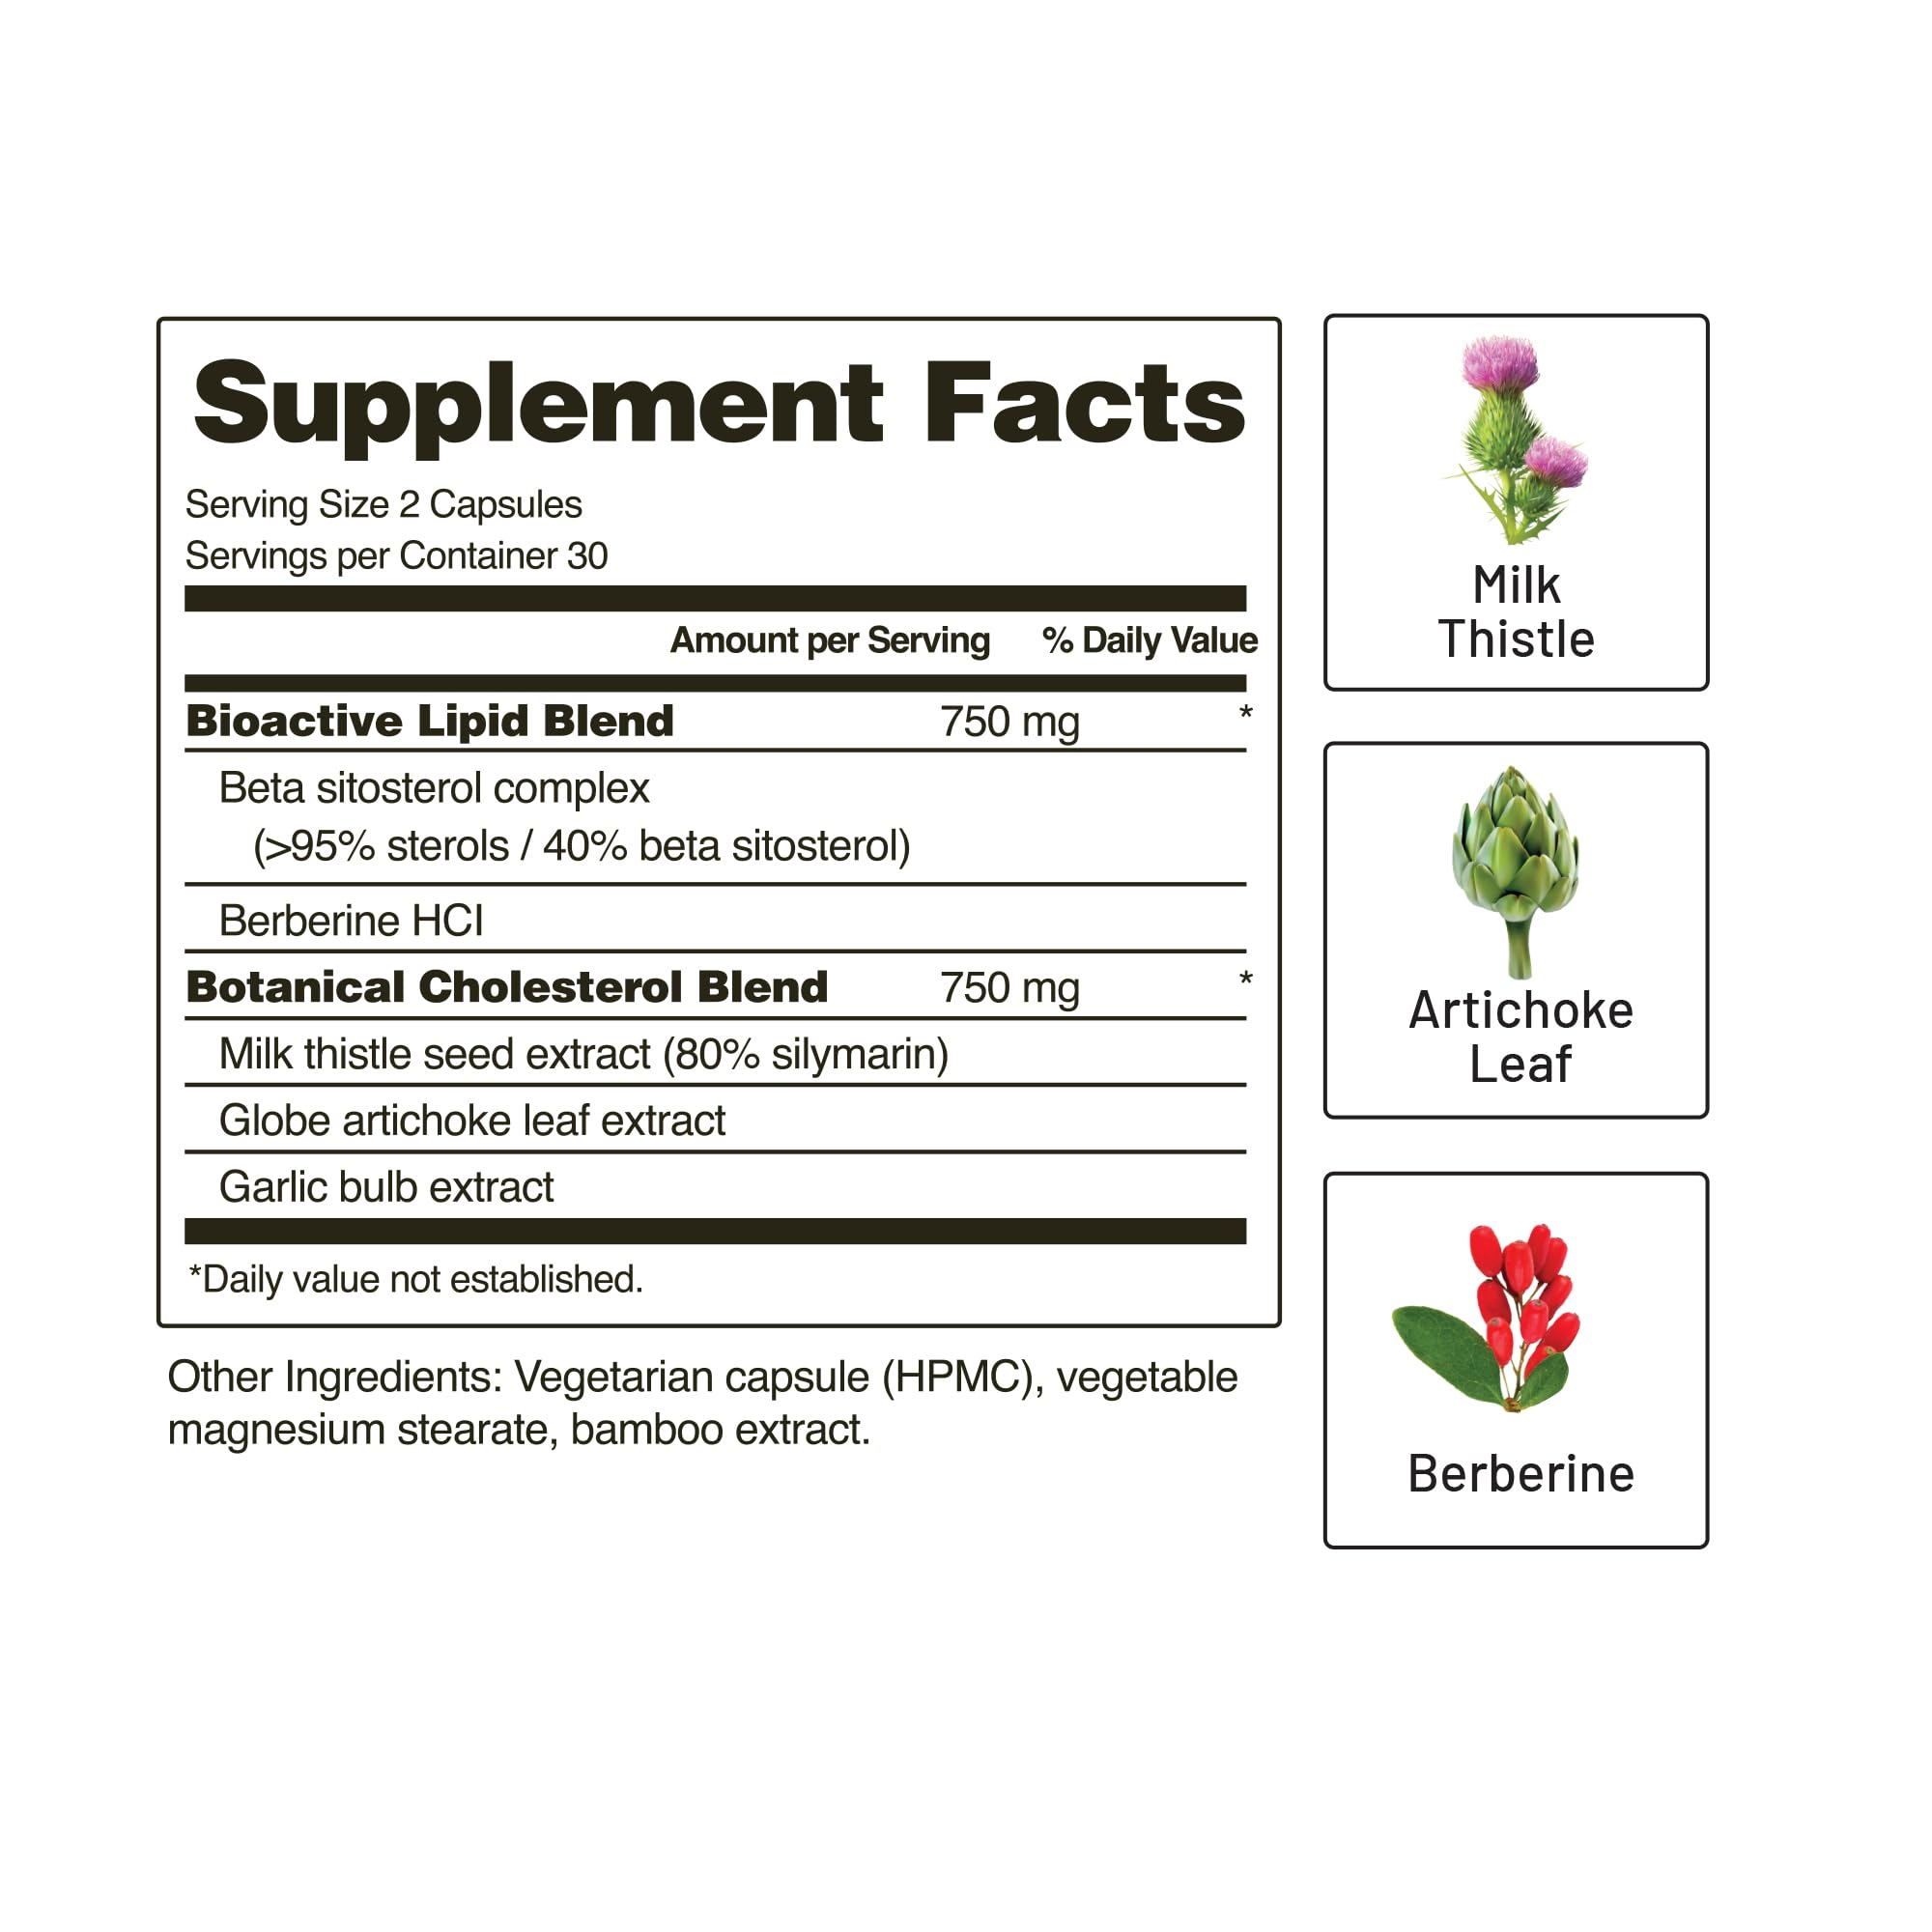 Supplement Facts
Serving Size 2 Capsules
Servings per Container 30
Amount per Serving % Daily Value
Bioactive Lipid Blend 750 mg *
Beta sitosterol complex
(>95% sterols / 40% beta sitosterol)
Berberine HCl
Botanical Cholesterol Blend 750 mg *
Milk thistle seed extract (80% silymarin)
Globe artichoke leaf extract
Garlic bulb extract
*Daily value not established.
Other Ingredients: Vegetarian capsule (HPMC), vegetable
magnesium stearate, bamboo extract.
Milk
Thistle
Artichoke
Leaf
Berberine